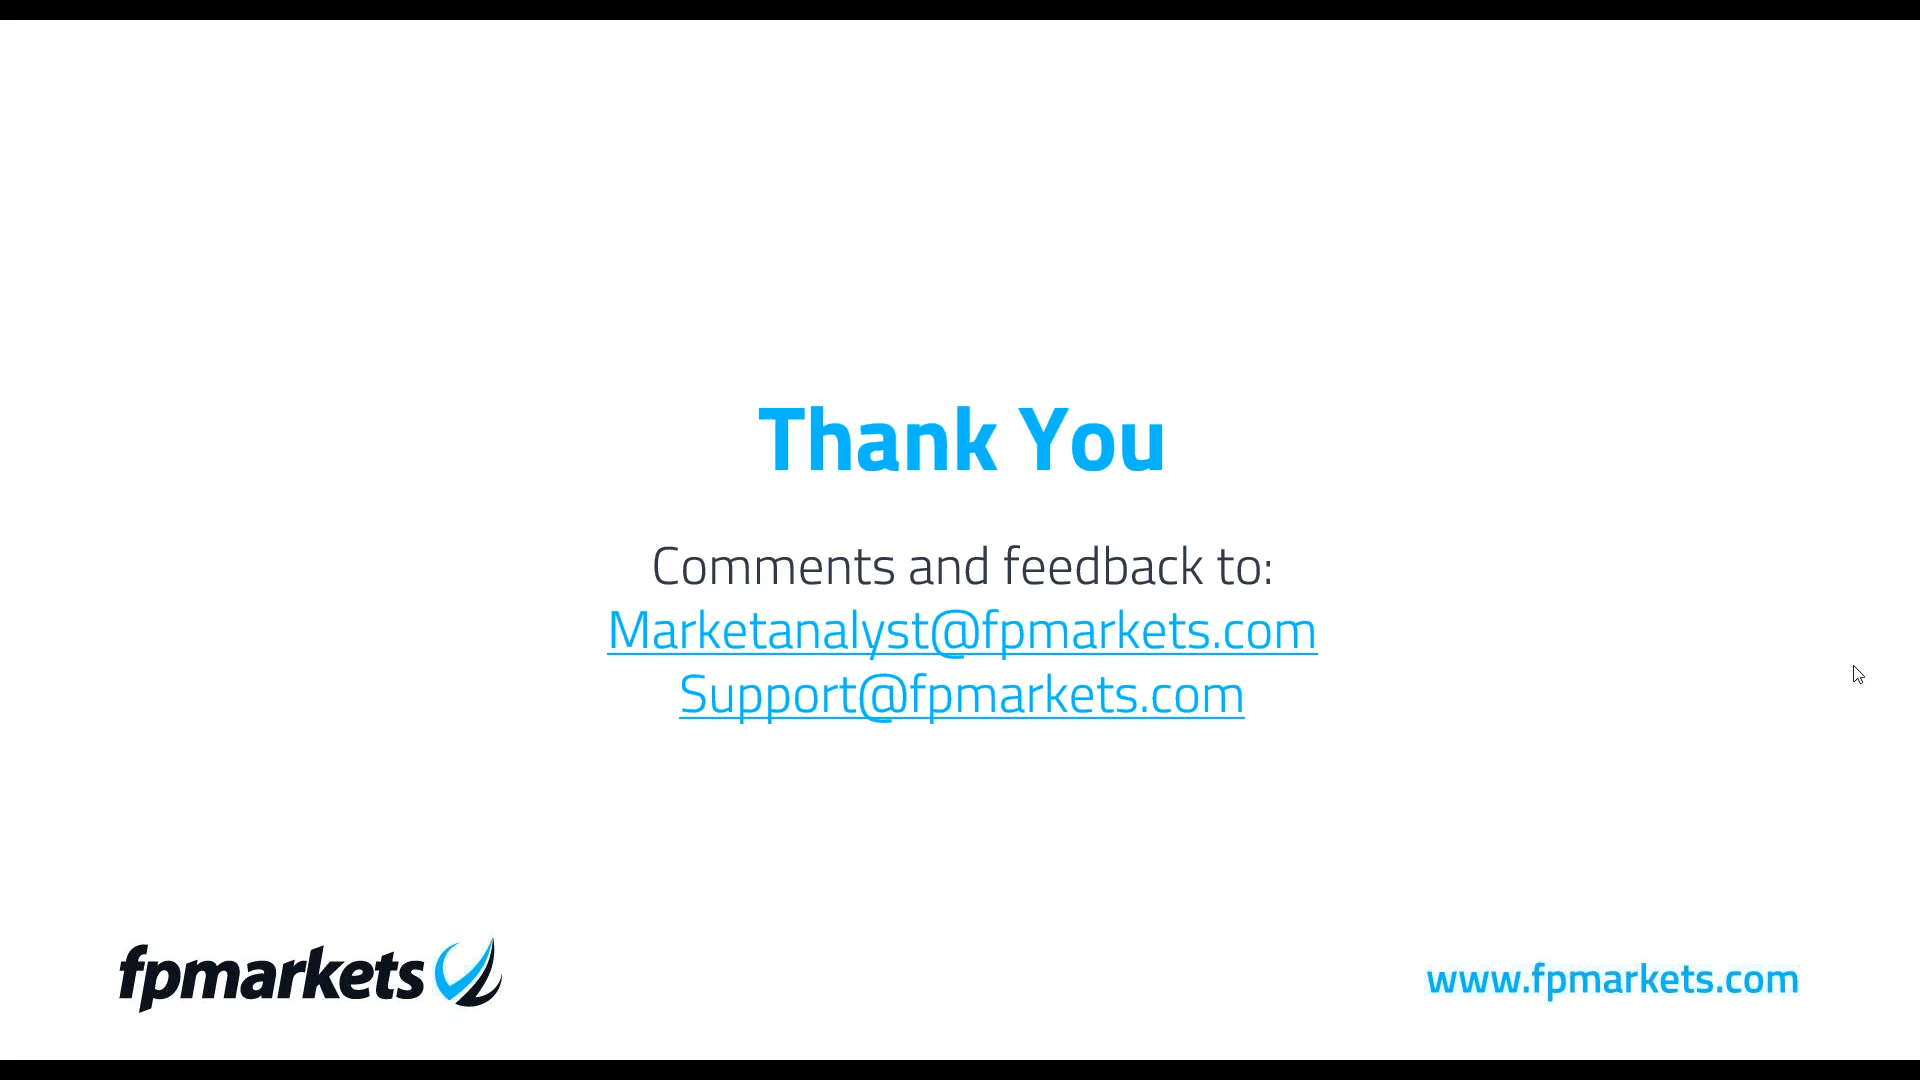 Thank You
Comments and feedback to:
Marketanalyst@fpmarkets.com
Support@fpmarkets.com
fpmarkets
www.fpmarkets.com